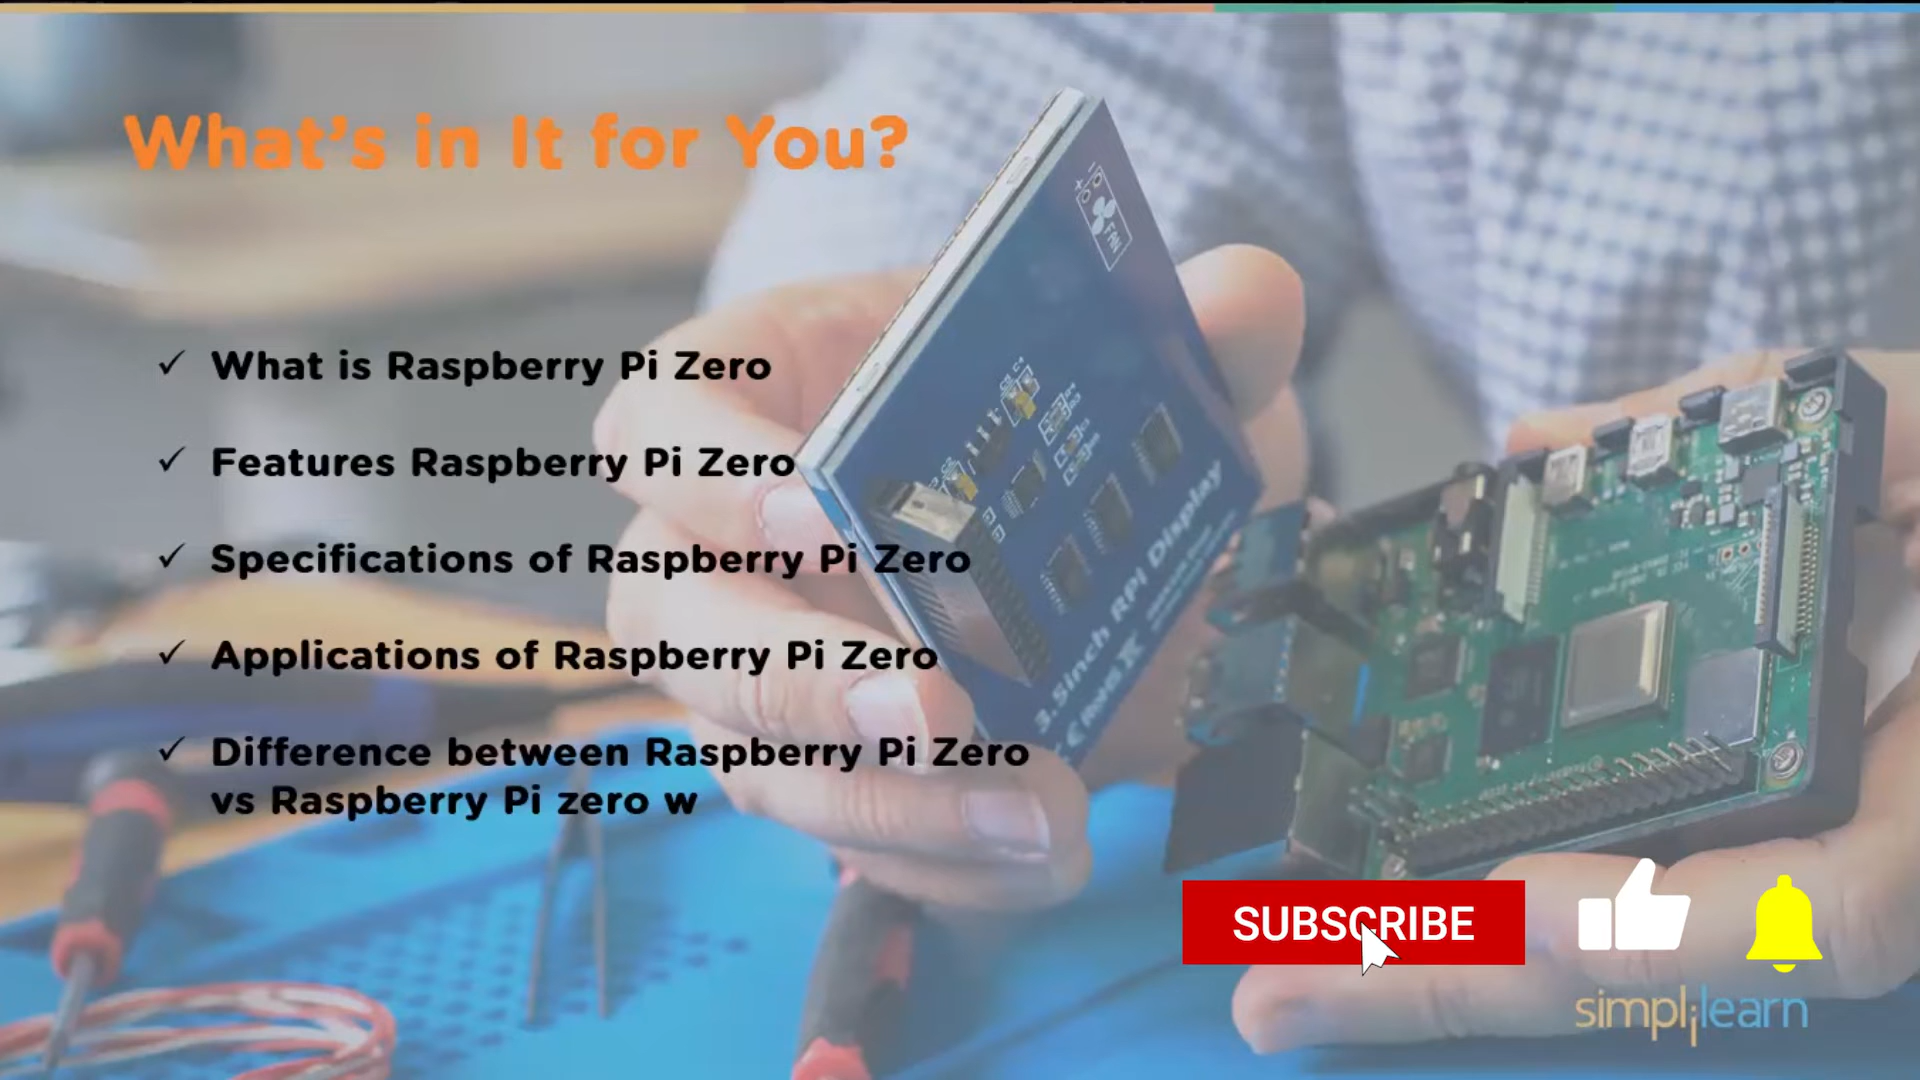 What's in It for You?
✓ What is Raspberry Pi Zero
✓ Features Raspberry Pi Zero
✓ Specifications of Raspberry Pi Zero
✓ Applications of Raspberry Pi Zero
✓ Difference between Raspberry Pi Zero
vs Raspberry Pi zero w
FAN
3.5inch RPi Display
SUBSCRIBE
simplilearn